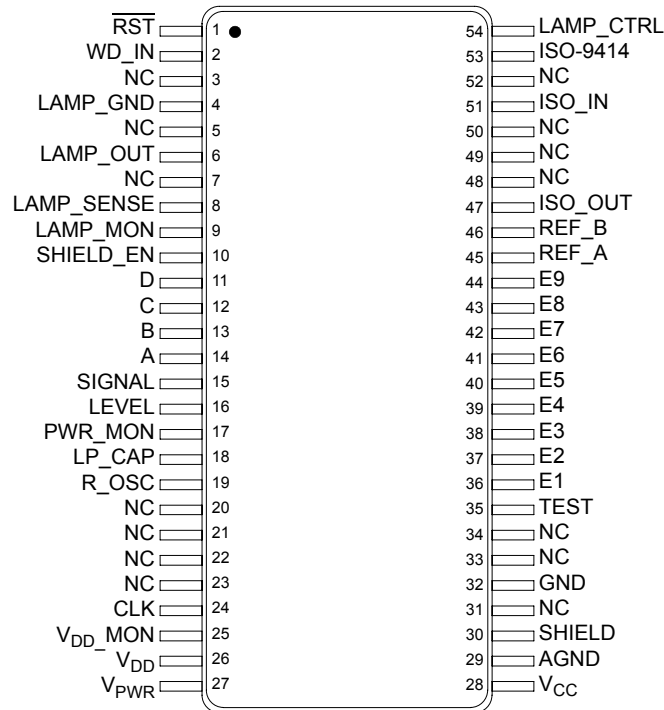 RST 1 54 LAMP_CTRL
WD_IN 2 53 ISO-9414
NC 3 52 NC
LAMP_GND 4 51 ISO_IN
NC 5 50 NC
LAMP_OUT 6 49 NC
NC 7 48 NC
LAMP_SENSE 8 47 ISO_OUT
LAMP_MON 9 46 REF_B
SHIELD_EN 10 45 REF_A
D 11 44 E9
C 12 43 E8
B 13 42 E7
A 14 41 E6
SIGNAL 15 40 E5
LEVEL 16 39 E4
PWR_MON 17 38 E3
LP_CAP 18 37 E2
R_OSC 19 36 E1
NC 20 35 TEST
NC 21 34 NC
NC 22 33 NC
NC 23 32 GND
CLK 24 31 NC
VDD_MON 25 30 SHIELD
VDD 26 29 AGND
VPWR 27 28 VCC